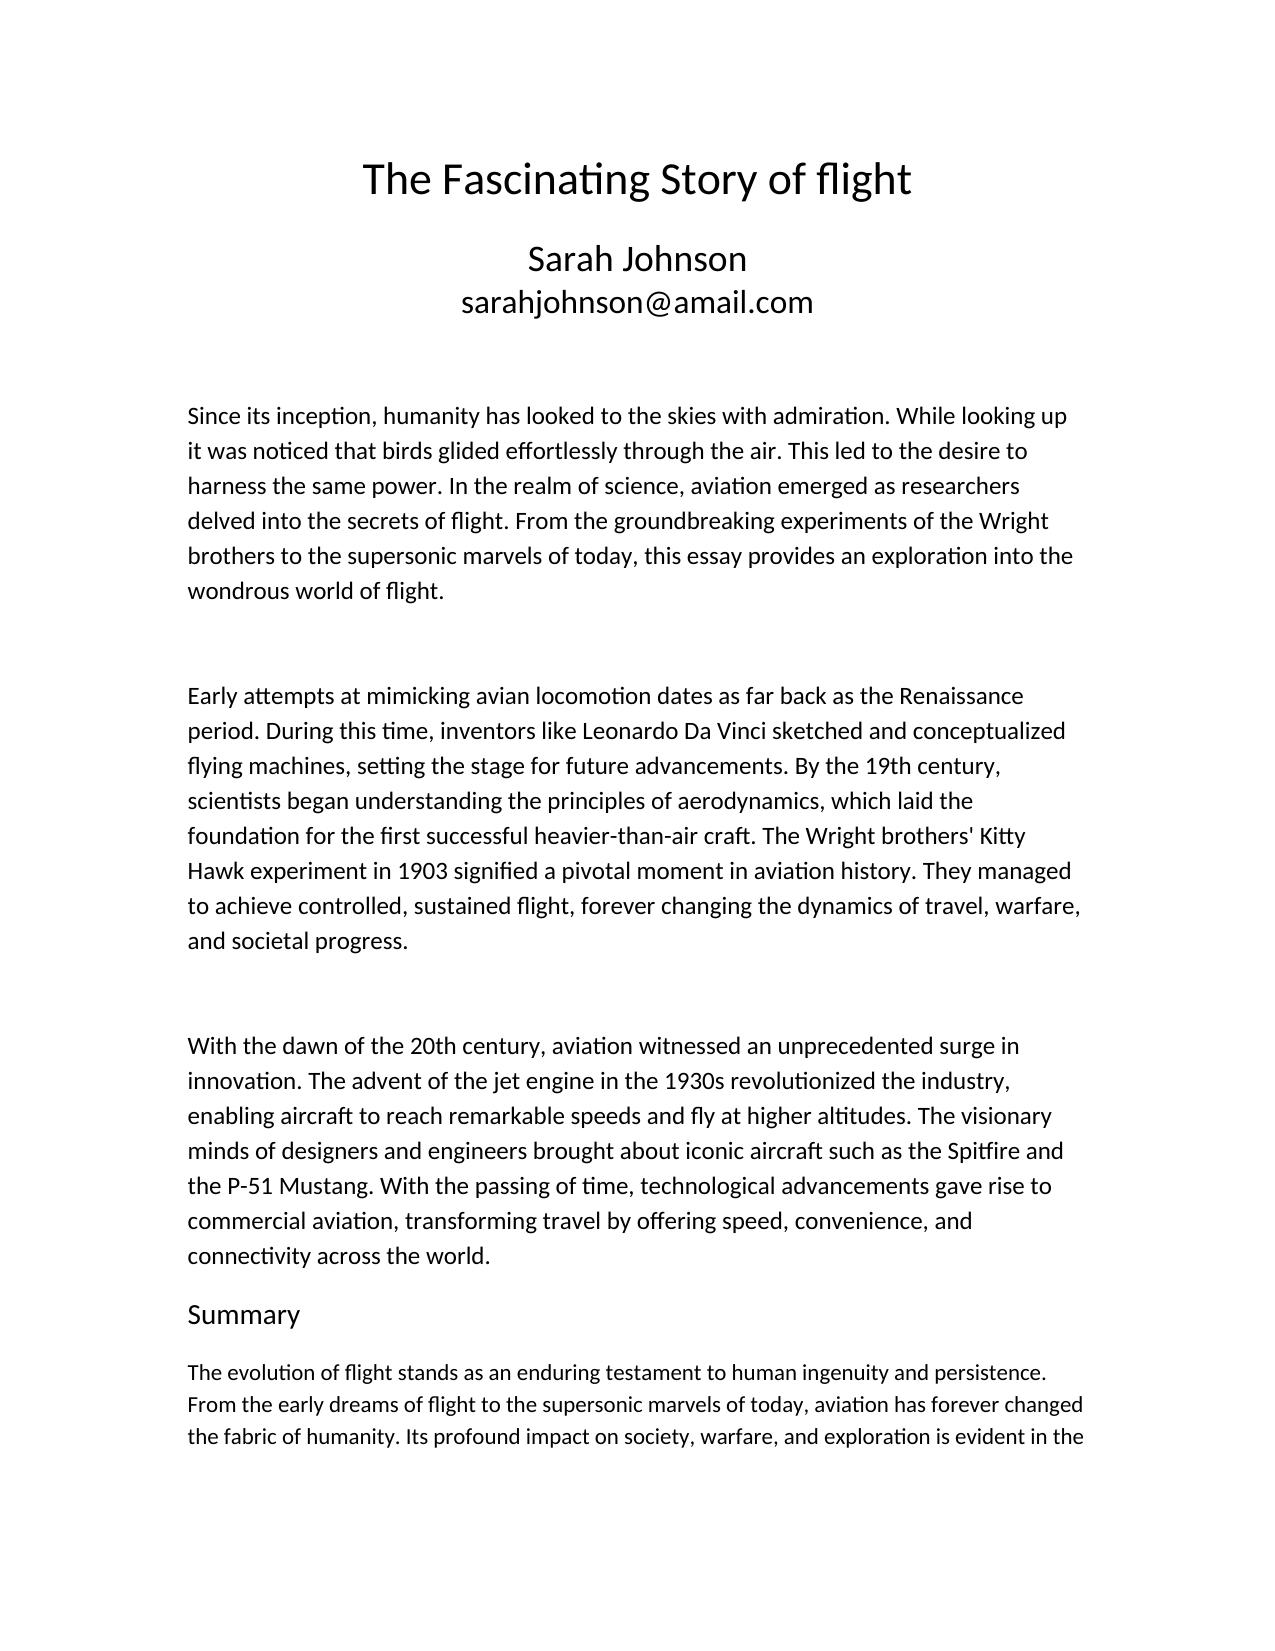 The Fascinating Story of flight
Sarah Johnson
sarahjohnson@amail.com
Since its inception, humanity has looked to the skies with admiration. While looking up
it was noticed that birds glided effortlessly through the air. This led to the desire to
harness the same power. In the realm of science, aviation emerged as researchers
delved into the secrets of flight. From the groundbreaking experiments of the Wright
brothers to the supersonic marvels of today, this essay provides an exploration into the
wondrous world of flight.
Early attempts at mimicking avian locomotion dates as far back as the Renaissance
period. During this time, inventors like Leonardo Da Vinci sketched and conceptualized
flying machines, setting the stage for future advancements. By the 19th century,
scientists began understanding the principles of aerodynamics, which laid the
foundation for the first successful heavier-than-air craft. The Wright brothers' Kitty
Hawk experiment in 1903 signified a pivotal moment in aviation history. They managed
to achieve controlled, sustained flight, forever changing the dynamics of travel, warfare,
and societal progress.
With the dawn of the 20th century, aviation witnessed an unprecedented surge in
innovation. The advent of the jet engine in the 1930s revolutionized the industry,
enabling aircraft to reach remarkable speeds and fly at higher altitudes. The visionary
minds of designers and engineers brought about iconic aircraft such as the Spitfire and
the P-51 Mustang. With the passing of time, technological advancements gave rise to
commercial aviation, transforming travel by offering speed, convenience, and
connectivity across the world.
Summary
The evolution of flight stands as an enduring testament to human ingenuity and persistence.
From the early dreams of flight to the supersonic marvels of today, aviation has forever changed
the fabric of humanity. Its profound impact on society, warfare, and exploration is evident in the